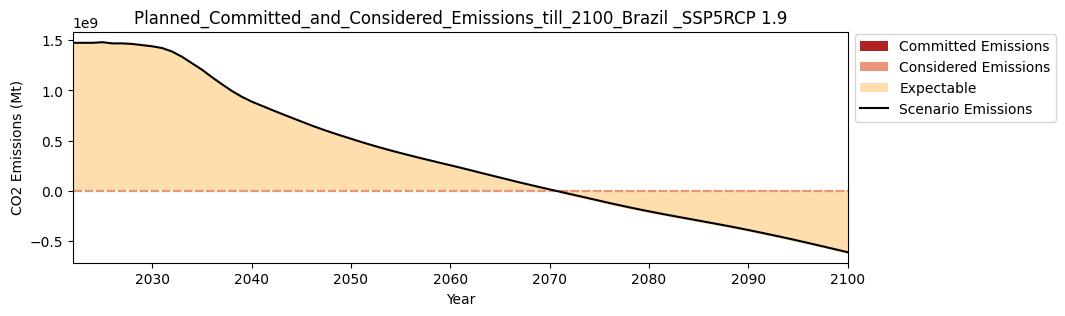 Planned_Committed_and_Considered_Emissions_till_2100_Brazil _SSP5RCP 1.9
1e9
1.5
1.0
0.5
0.0
−0.5
CO2 Emissions (Mt)
2030 2040 2050 2060 2070 2080 2090 2100
Year
Committed Emissions
Considered Emissions
Expectable
Scenario Emissions